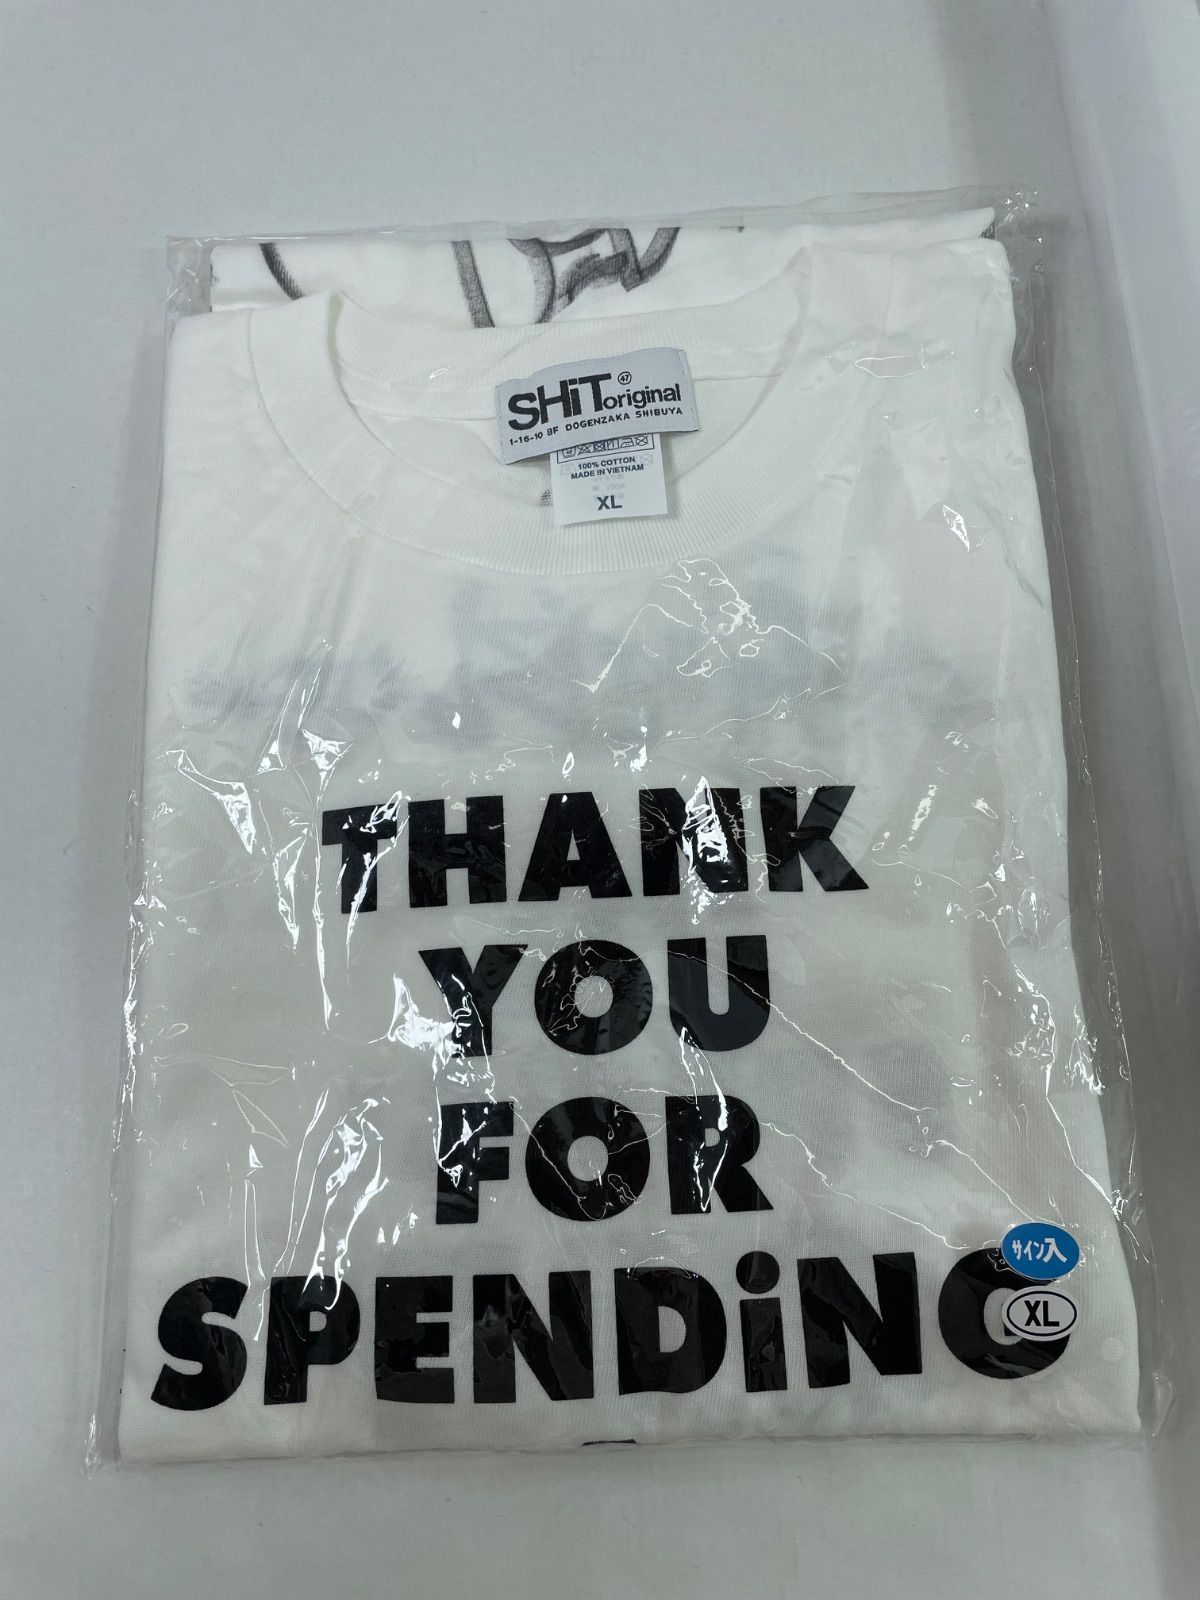 SHiT original 47
1-16-10 8F DOGENZAKA SHIBUYA
100% COTTON
MADE IN VIETNAM
XL
THANK
YOU
FOR
SPENDiNG
サイン入
XL